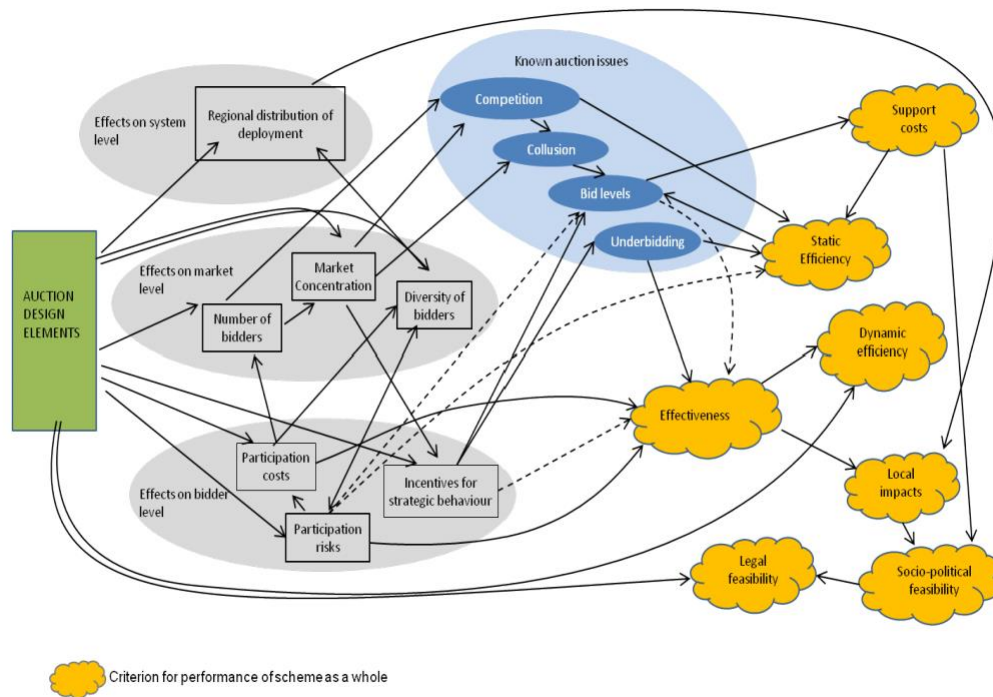 Known auction issues
Competition
Support
costs
Regional distribution of
deployment
Effects on system
level
Collusion
Bid levels
Underbidding
Static
Efficiency
AUCTION
DESIGN
ELEMENTS
Effects on market
level
Market
Concentration
Number of
bidders
Diversity of
bidders
Dynamic
efficiency
Effectiveness
Participation
costs
Incentives for
strategic behaviour
Effects on bidder
level
Participation
risks
Local
impacts
Legal
feasibility
Socio-political
feasibility
Criterion for performance of scheme as a whole